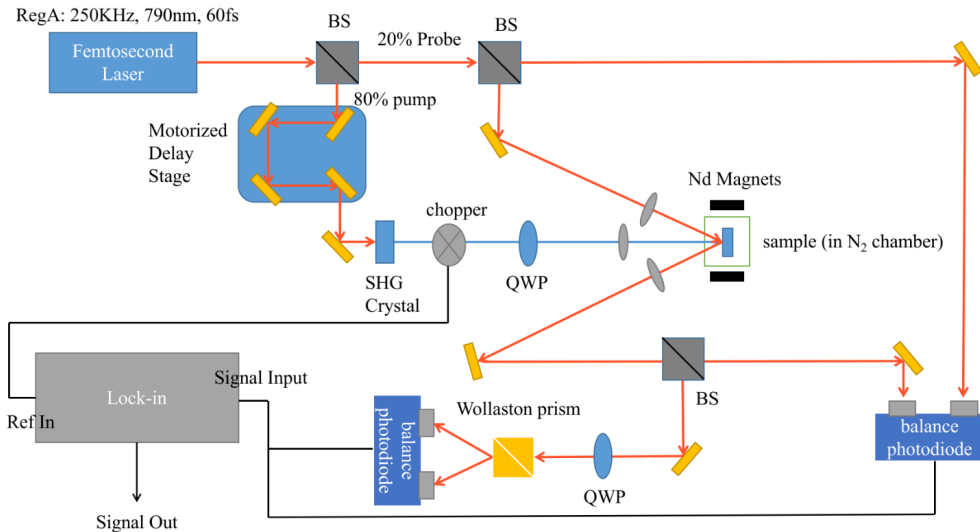 RegA: 250KHz, 790nm, 60fs
BS
BS
Femtosecond
Laser
20% Probe
80% pump
Motorized
Delay
Stage
Nd Magnets
chopper
sample (in N₂ chamber)
SHG
Crystal
QWP
Signal Input
Lock-in
Ref In
Wollaston prism
BS
balance
photodiode
balance
photodiode
QWP
Signal Out